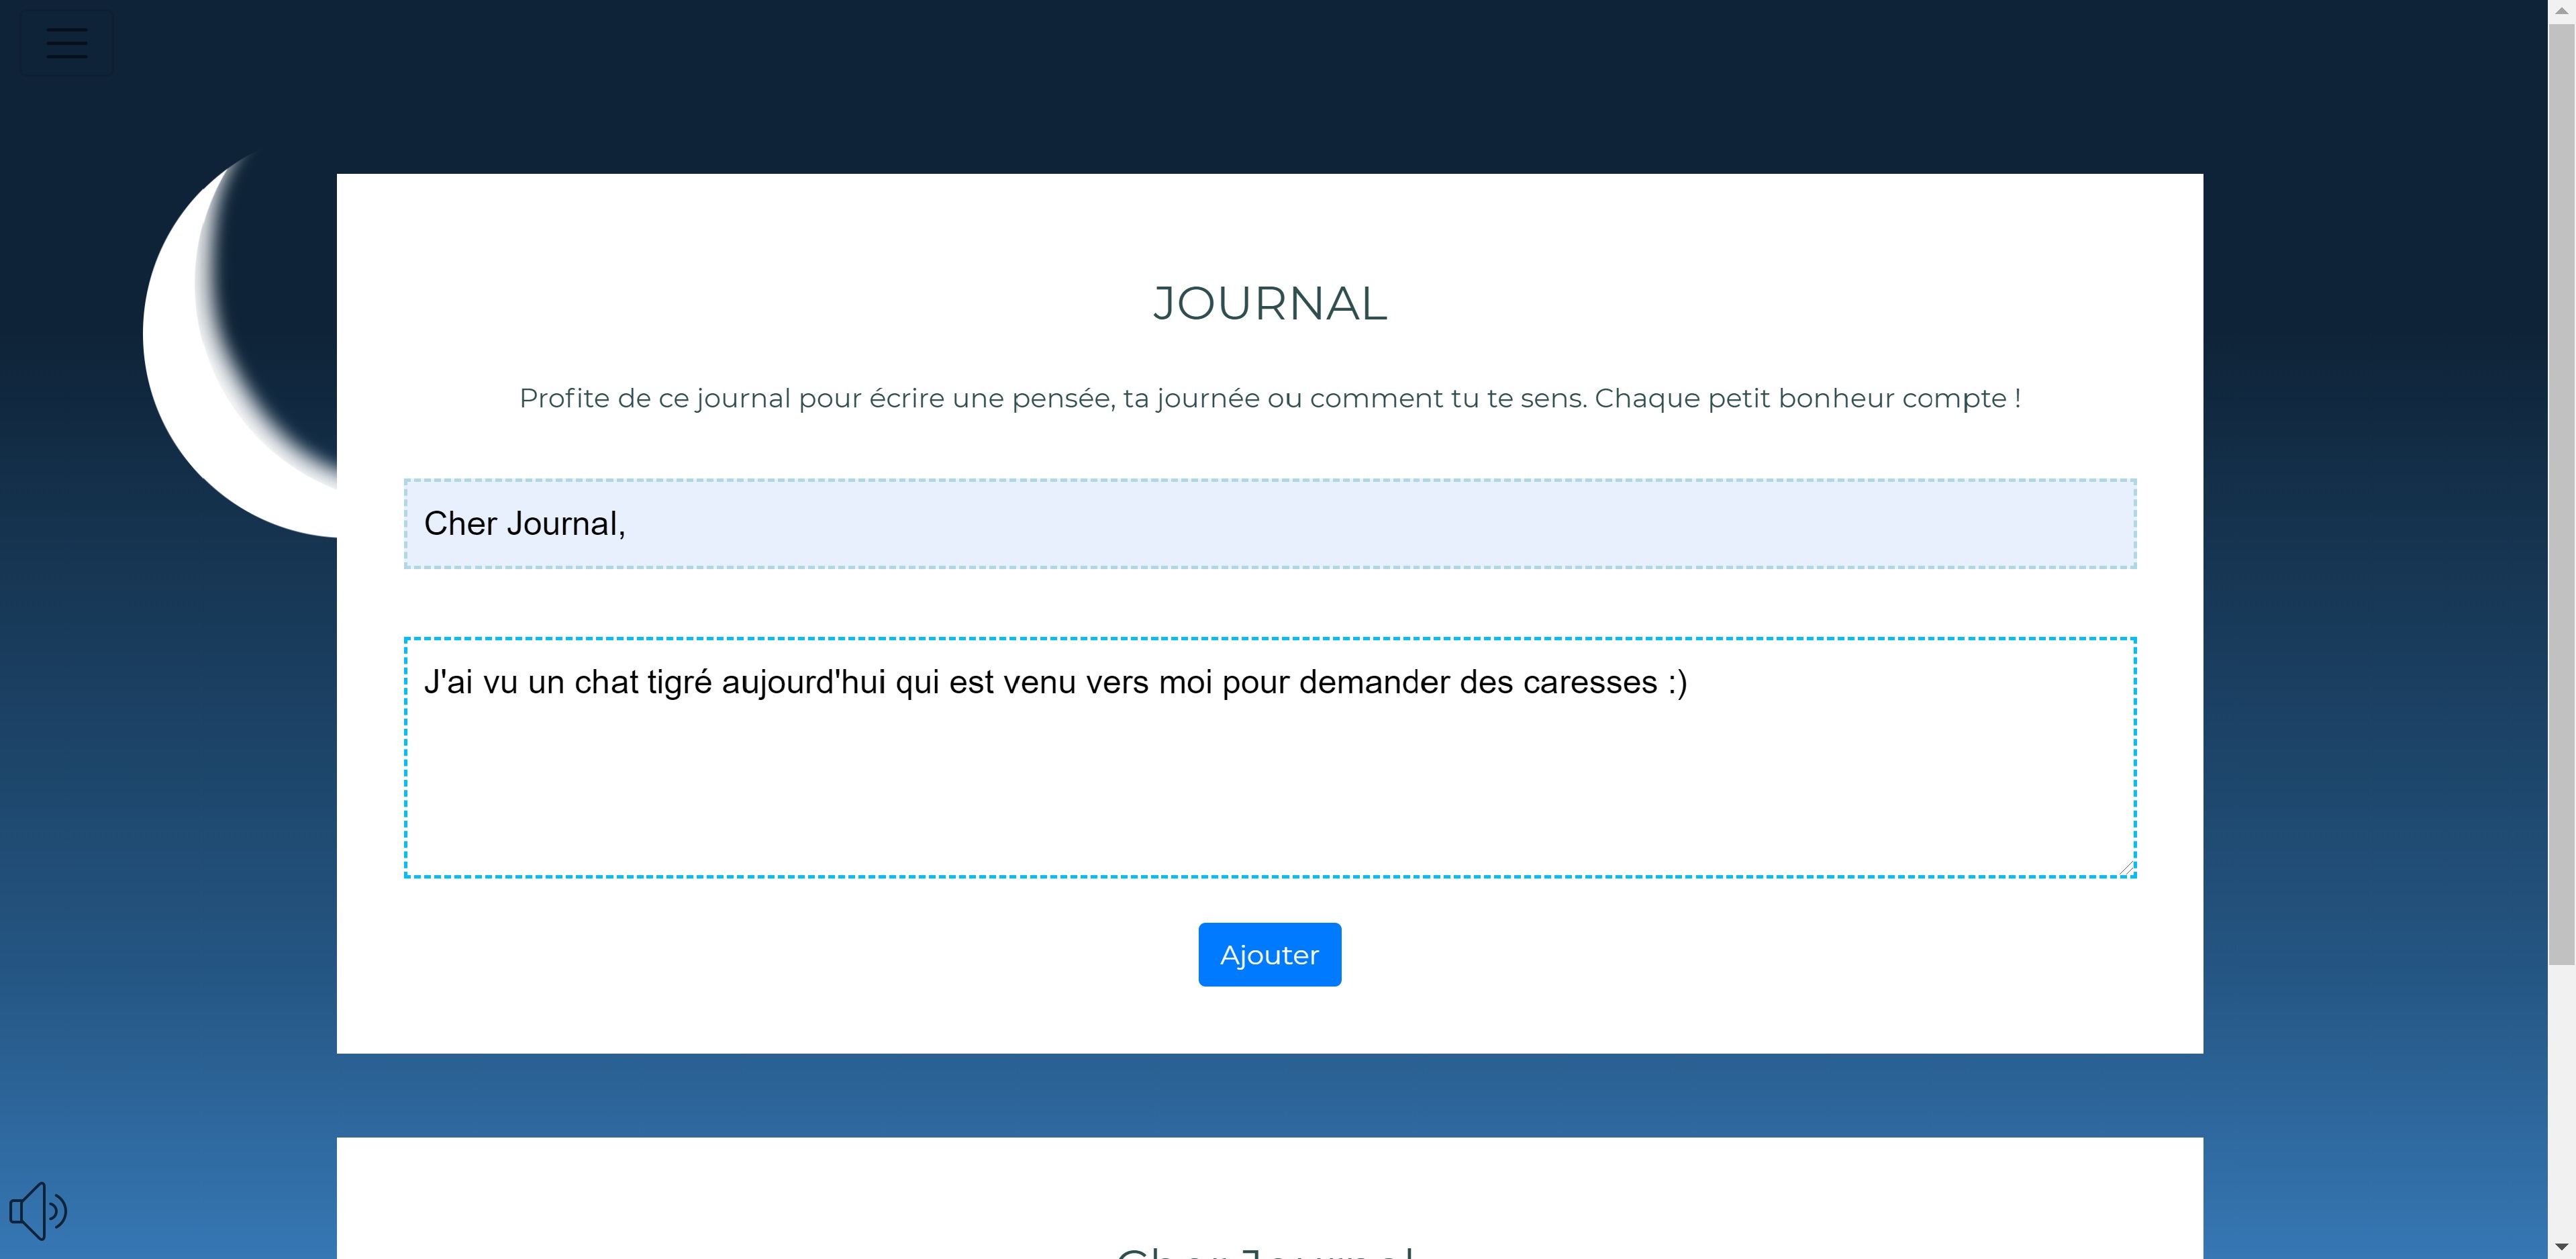 JOURNAL
Profite de ce journal pour écrire une pensée, ta journée ou comment tu te sens. Chaque petit bonheur compte !
Cher Journal,
J'ai vu un chat tigré aujourd'hui qui est venu vers moi pour demander des caresses :)
Ajouter
Cher Journal